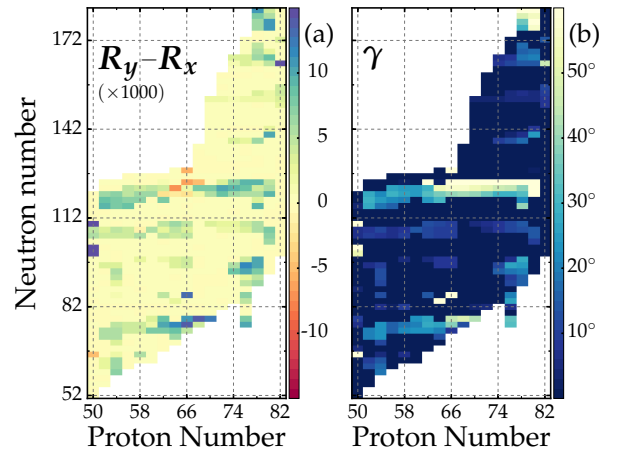 (a)
(b)
R_y–R_x
(×1000)
γ
Neutron number
172
142
112
82
52
50 58 66 74 82
Proton Number
10
5
0
-5
-10
50 58 66 74 82
Proton Number
50°
40°
30°
20°
10°